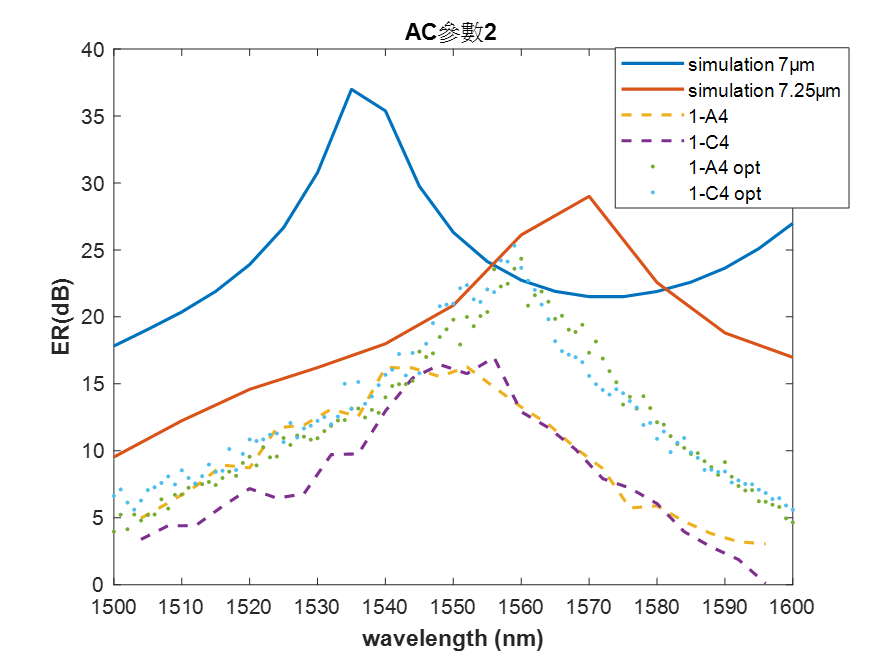 AC參數2
40
35
30
25
20
15
10
5
0
ER(dB)
simulation 7μm
simulation 7.25μm
1-A4
1-C4
1-A4 opt
1-C4 opt
1500 1510 1520 1530 1540 1550 1560 1570 1580 1590 1600
wavelength (nm)